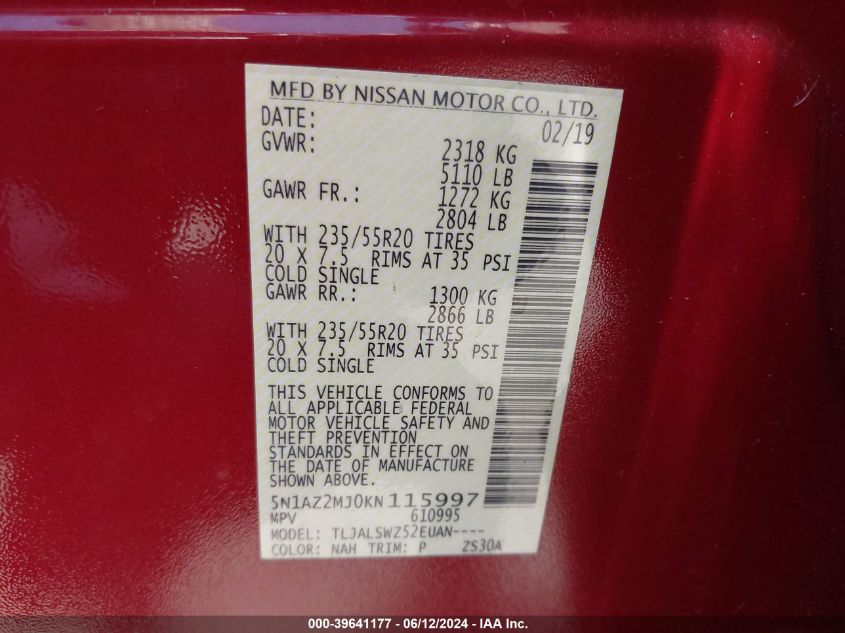 MFD BY NISSAN MOTOR CO., LTD.
DATE: 02/19
GVWR: 2318 KG
5110 LB
GAWR FR.: 1272 KG
2804 LB
WITH 235/55R20 TIRES
20 X 7.5 RIMS AT 35 PSI
COLD SINGLE
GAWR RR.: 1300 KG
2866 LB
WITH 235/55R20 TIRES
20 X 7.5 RIMS AT 35 PSI
COLD SINGLE
THIS VEHICLE CONFORMS TO
ALL APPLICABLE FEDERAL
MOTOR VEHICLE SAFETY AND
THEFT PREVENTION
STANDARDS IN EFFECT ON
THE DATE OF MANUFACTURE
SHOWN ABOVE.
5N1AZ2MJ0KN115997
MPV 610995
MODEL: TLJALSWZ52EUAN----
COLOR: NAH TRIM: P ZS30A
000-39641177 - 06/12/2024 - IAA Inc.